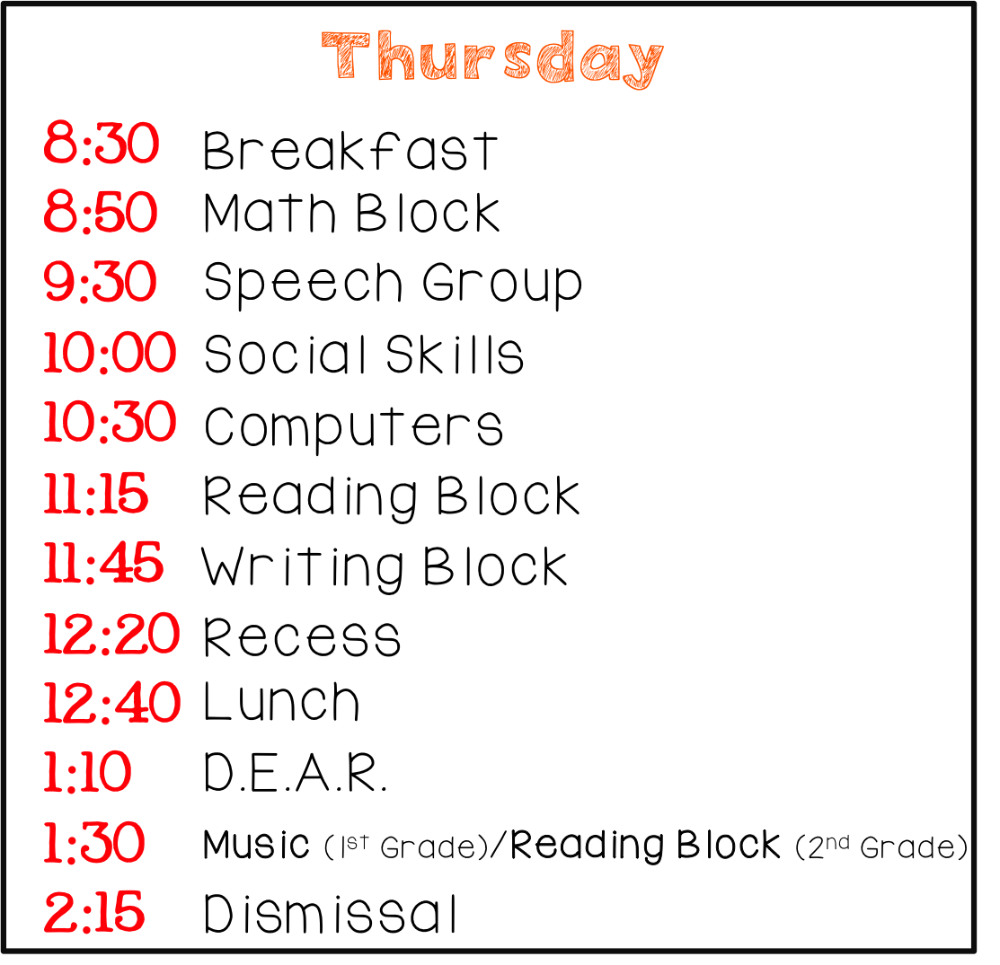 Thursday
8:30 Breakfast
8:50 Math Block
9:30 Speech Group
10:00 Social Skills
10:30 Computers
11:15 Reading Block
11:45 Writing Block
12:20 Recess
12:40 Lunch
1:10 D.E.A.R.
1:30 Music (1st Grade)/Reading Block (2nd Grade)
2:15 Dismissal